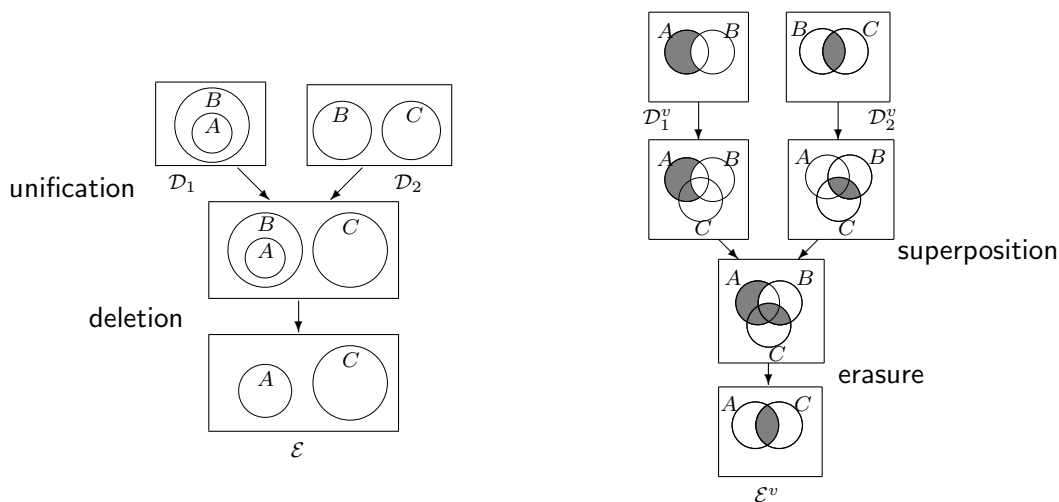 B
A
𝒟₁
B C
𝒟₂
unification
B
A
C
deletion
A
C
ℰ
A B
𝒟₁ᵛ
B C
𝒟₂ᵛ
A B
C
A B
C
superposition
A B
C
erasure
A C
ℰᵛ